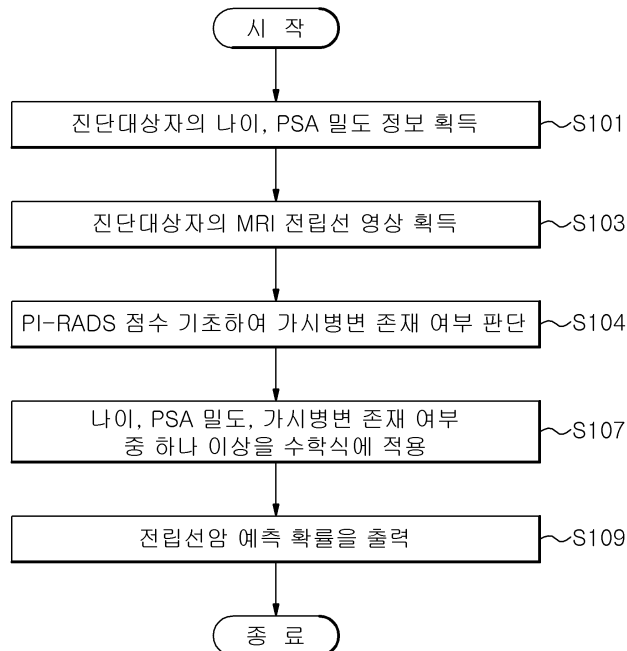 시 작
진단대상자의 나이, PSA 밀도 정보 획득
S101
진단대상자의 MRI 전립선 영상 획득
S103
PI-RADS 점수 기초하여 가시병변 존재 여부 판단
S104
나이, PSA 밀도, 가시병변 존재 여부
중 하나 이상을 수학식에 적용
S107
전립선암 예측 확률을 출력
S109
종 료